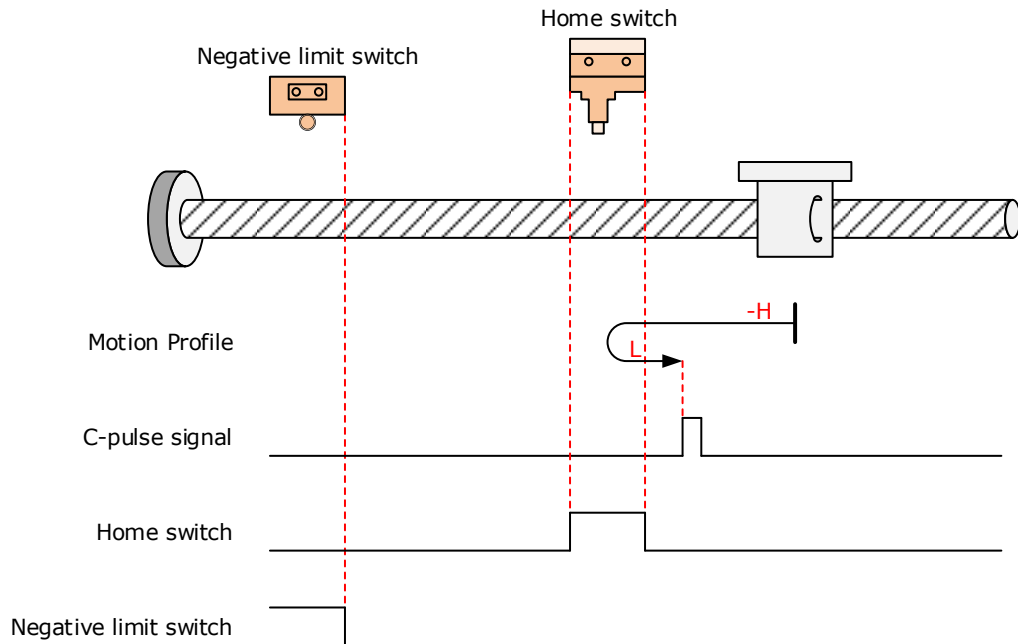 Home switch
Negative limit switch
-H
Motion Profile
L
C-pulse signal
Home switch
Negative limit switch